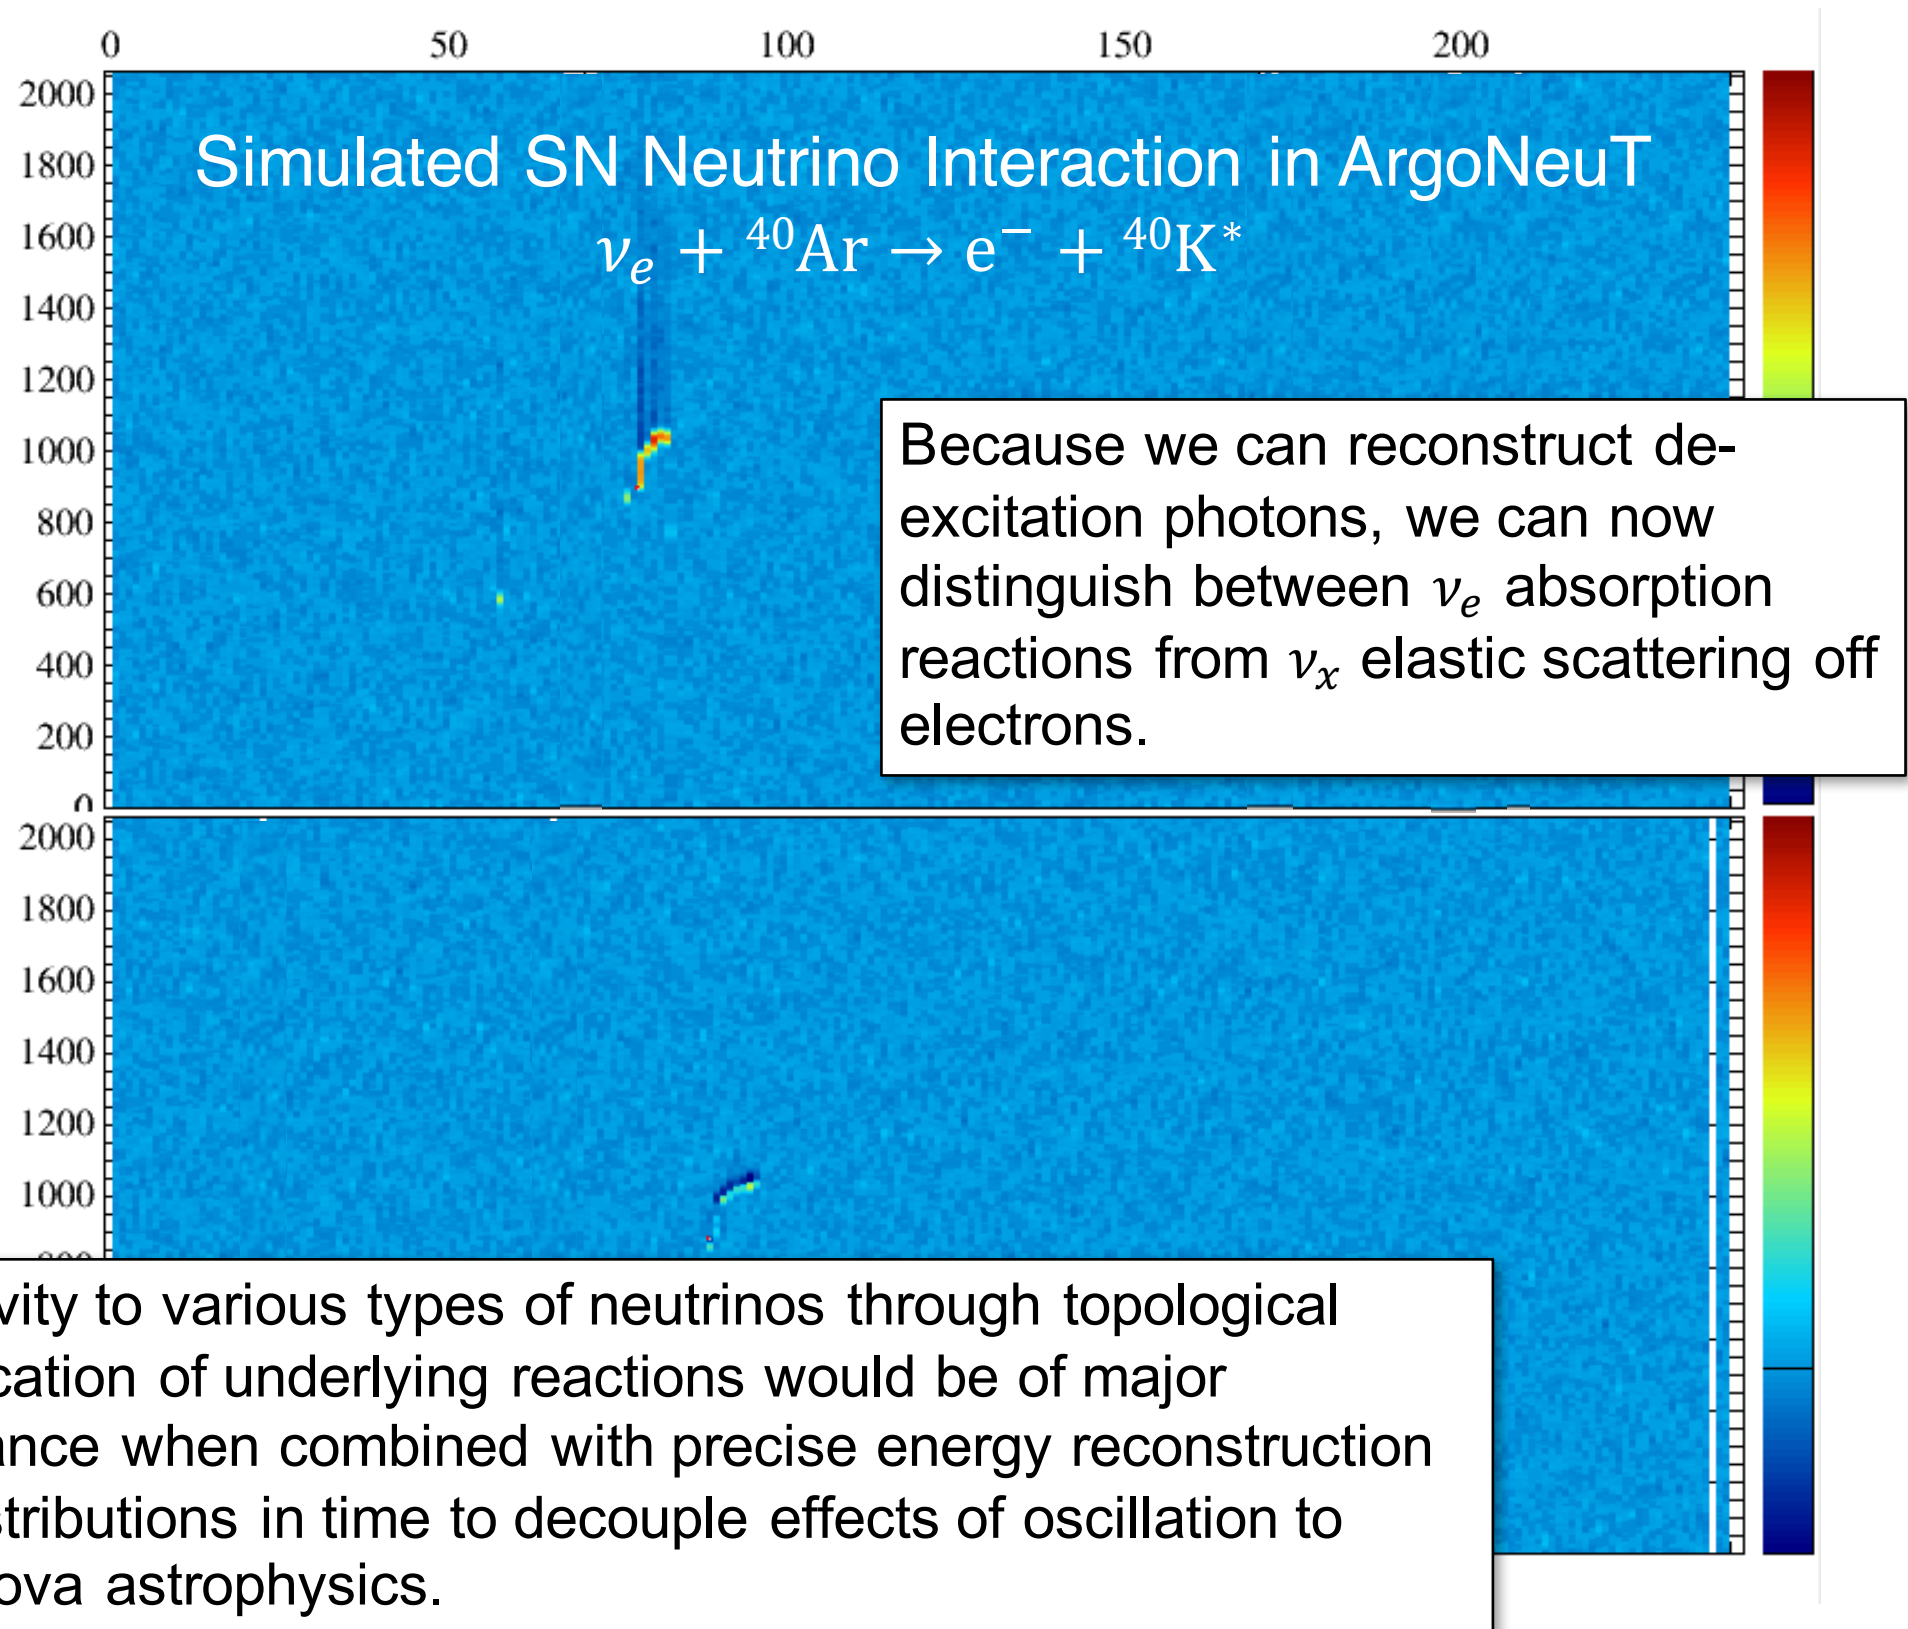 0 50 100 150 200
2000
1800
1600
1400
1200
1000
800
600
400
200
0
Simulated SN Neutrino Interaction in ArgoNeuT
𝜈ₑ + ⁴⁰Ar → e⁻ + ⁴⁰K*
Because we can reconstruct de-
excitation photons, we can now
distinguish between 𝜈ₑ absorption
reactions from 𝜈ₓ elastic scattering off
electrons.
2000
1800
1600
1400
1200
1000
vity to various types of neutrinos through topological
cation of underlying reactions would be of major
ance when combined with precise energy reconstruction
stributions in time to decouple effects of oscillation to
ova astrophysics.